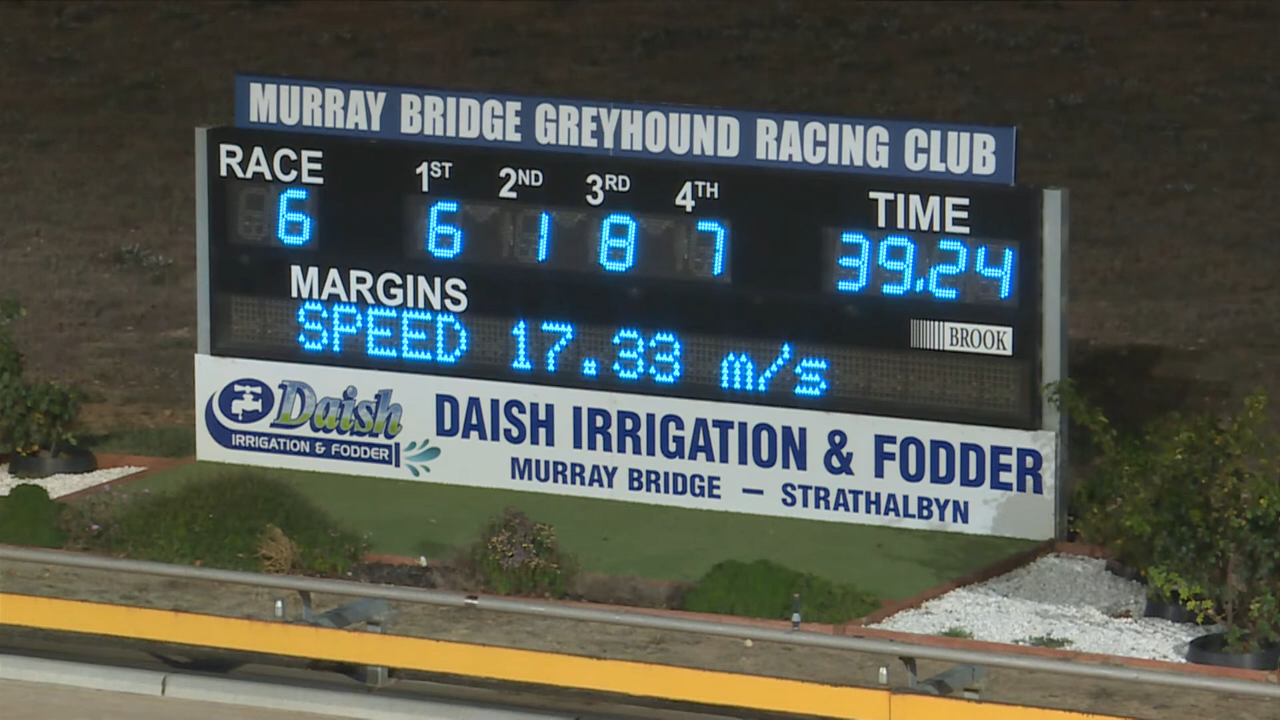 MURRAY BRIDGE GREYHOUND RACING CLUB
RACE 1ST 2ND 3RD 4TH TIME
6 6 1 8 7 39.24
MARGINS
SPEED 17.33 m/s
BROOK
Daish
IRRIGATION & FODDER
DAISH IRRIGATION & FODDER
MURRAY BRIDGE — STRATHALBYN